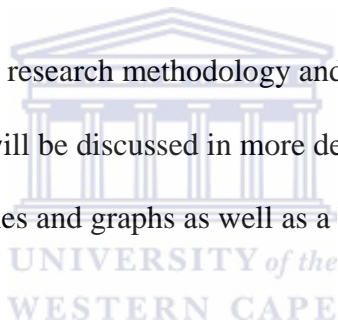 research methodology and
will be discussed in more de
es and graphs as well as a
UNIVERSITY of the
WESTERN CAPE